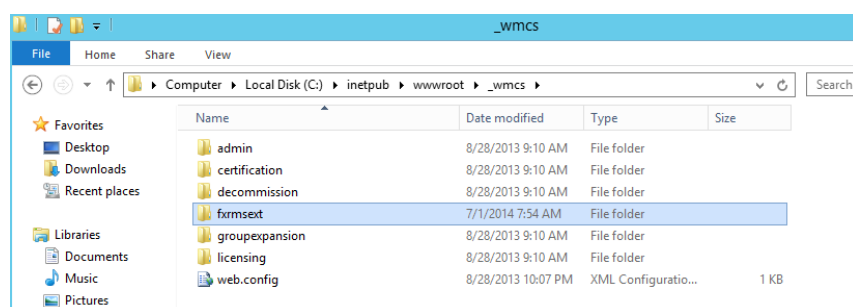 _wmcs
File Home Share View
Computer Local Disk (C:) inetpub wwwroot _wmcs Search
Favorites Name Date modified Type Size
Desktop admin 8/28/2013 9:10 AM File folder
Downloads certification 8/28/2013 9:10 AM File folder
Recent places decommission 8/28/2013 9:10 AM File folder
fxrmsext 7/1/2014 7:54 AM File folder
Libraries groupexpansion 8/28/2013 9:10 AM File folder
Documents licensing 8/28/2013 9:10 AM File folder
Music web.config 8/28/2013 10:07 PM XML Configuratio... 1 KB
Pictures